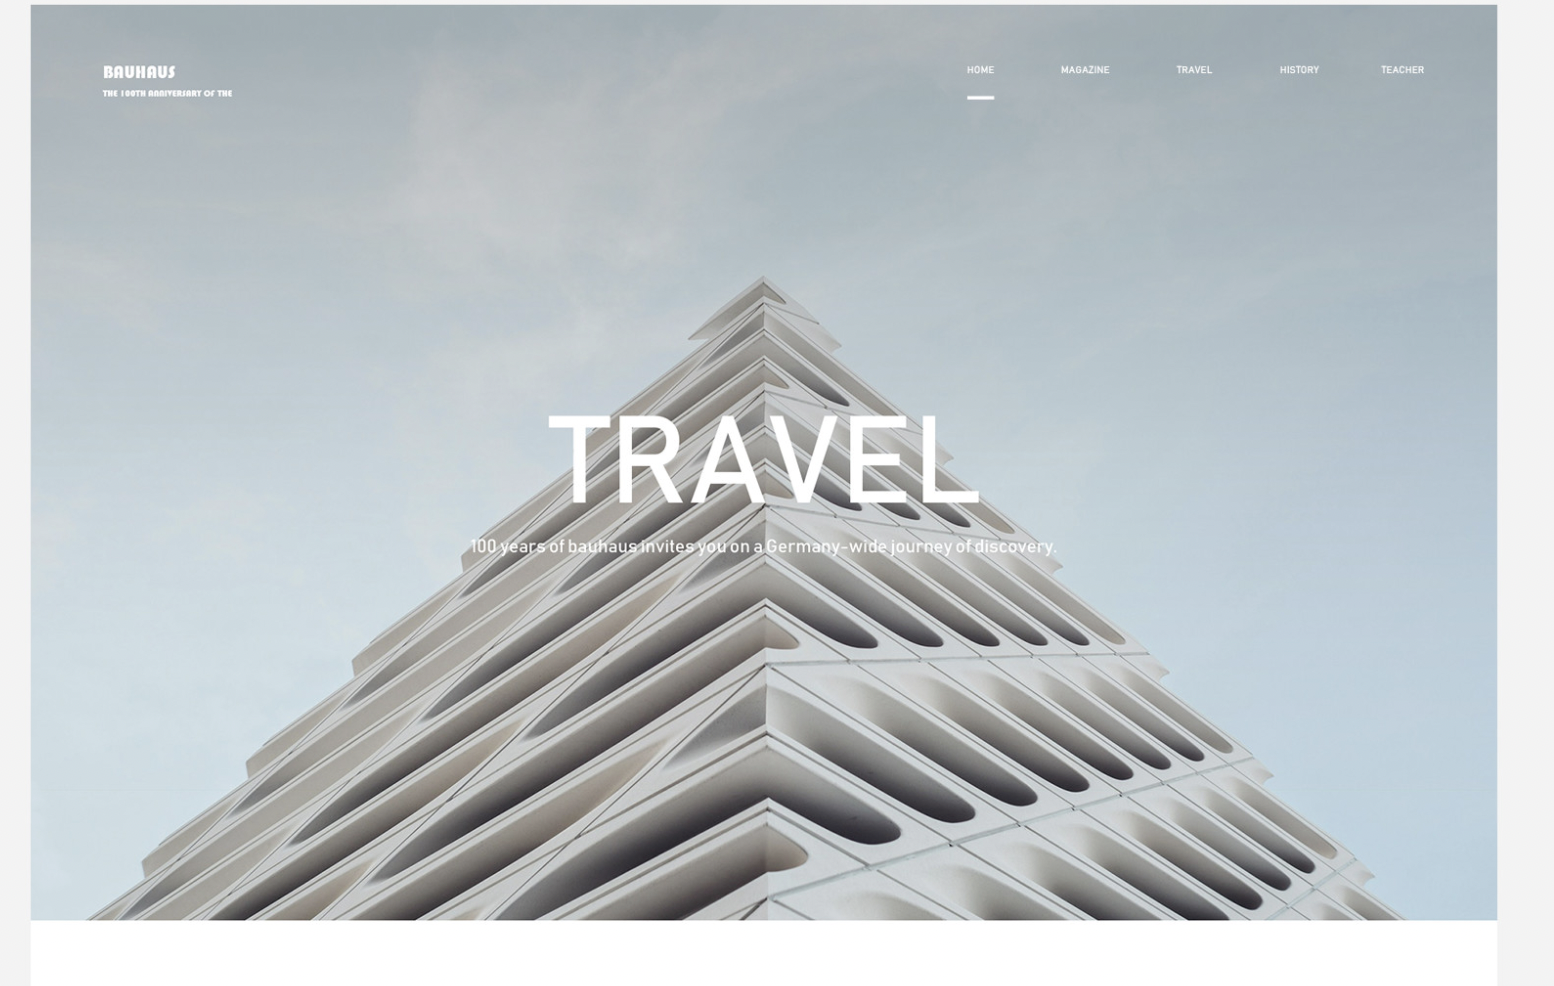 BAUHAUS
THE 100TH ANNIVERSARY OF THE
HOME
MAGAZINE
TRAVEL
HISTORY
TEACHER
TRAVEL
100 years of bauhaus invites you on a Germany-wide journey of discovery.